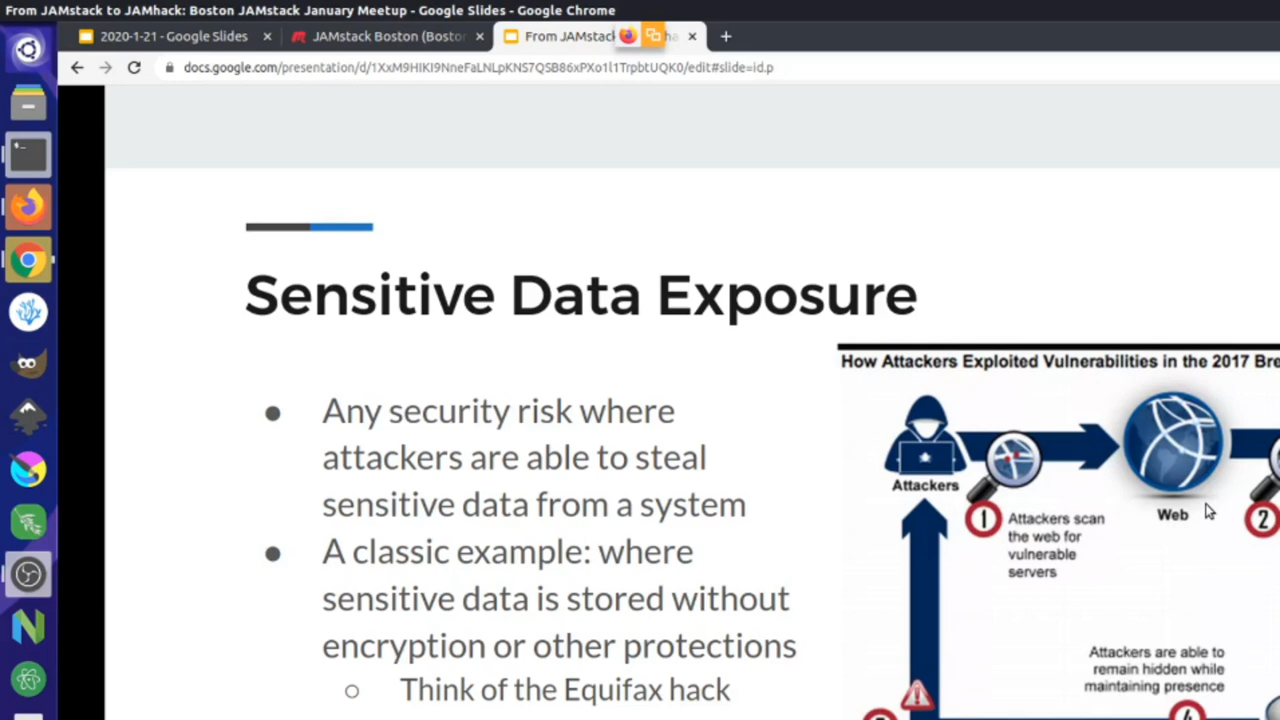 From JAMstack to JAMhack: Boston JAMstack January Meetup - Google Slides - Google Chrome
2020-1-21 - Google Slides
JAMstack Boston (Bosto
From JAMstac
docs.google.com/presentation/d/1XxM9HIKI9NneFaLNLpKNS7QSB86xPXo1l1TrpbtUQK0/edit#slide=id.p
Sensitive Data Exposure
How Attackers Exploited Vulnerabilities in the 2017 Bre
● Any security risk where
attackers are able to steal
sensitive data from a system
● A classic example: where
sensitive data is stored without
encryption or other protections
○ Think of the Equifax hack
Attackers
Web
1
Attackers scan
the web for
vulnerable
servers
2
Attackers are able to
remain hidden while
maintaining presence